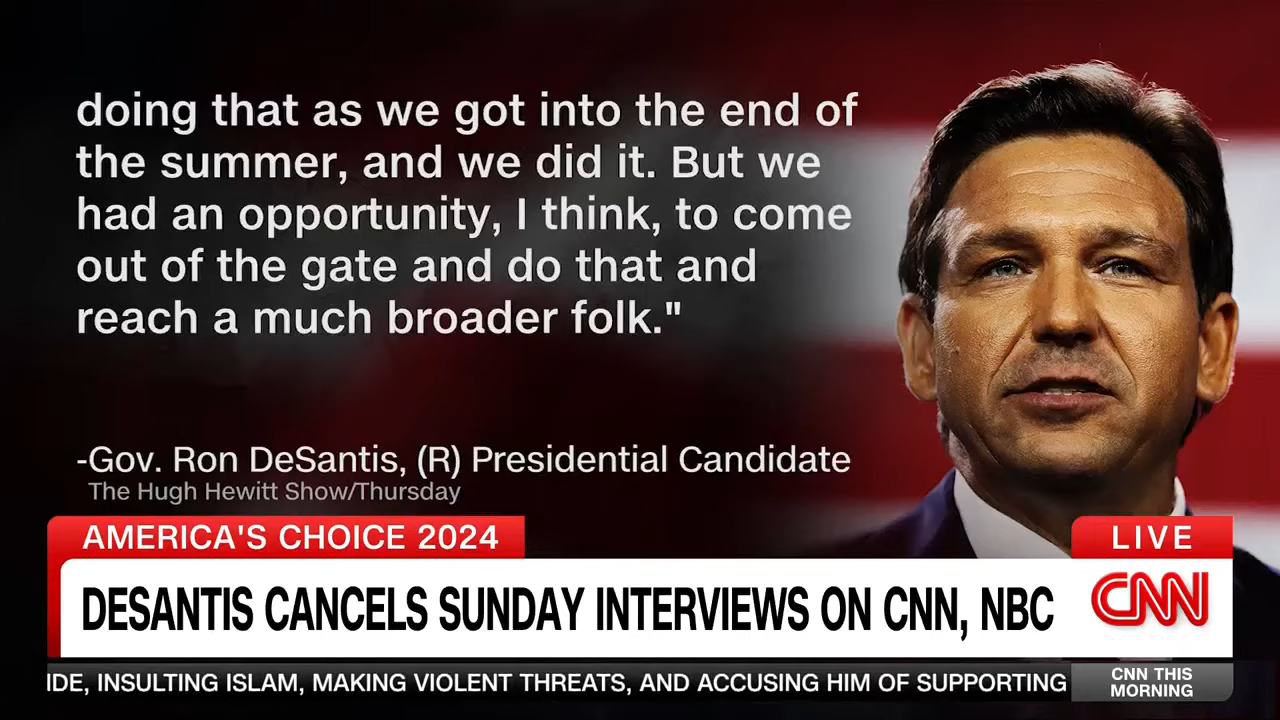 doing that as we got into the end of
the summer, and we did it. But we
had an opportunity, I think, to come
out of the gate and do that and
reach a much broader folk."
-Gov. Ron DeSantis, (R) Presidential Candidate
The Hugh Hewitt Show/Thursday
AMERICA'S CHOICE 2024
LIVE
DESANTIS CANCELS SUNDAY INTERVIEWS ON CNN, NBC
CNN
IDE, INSULTING ISLAM, MAKING VIOLENT THREATS, AND ACCUSING HIM OF SUPPORTING
CNN THIS
MORNING